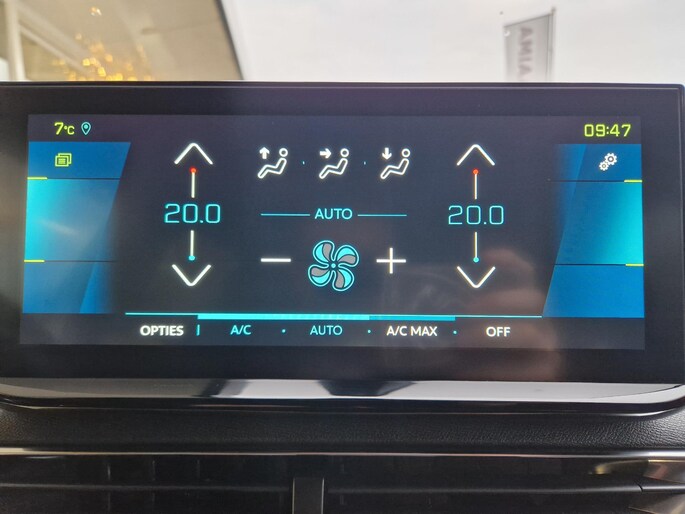 7°C 09:47
20.0 20.0
AUTO
OPTIES A/C AUTO A/C MAX OFF